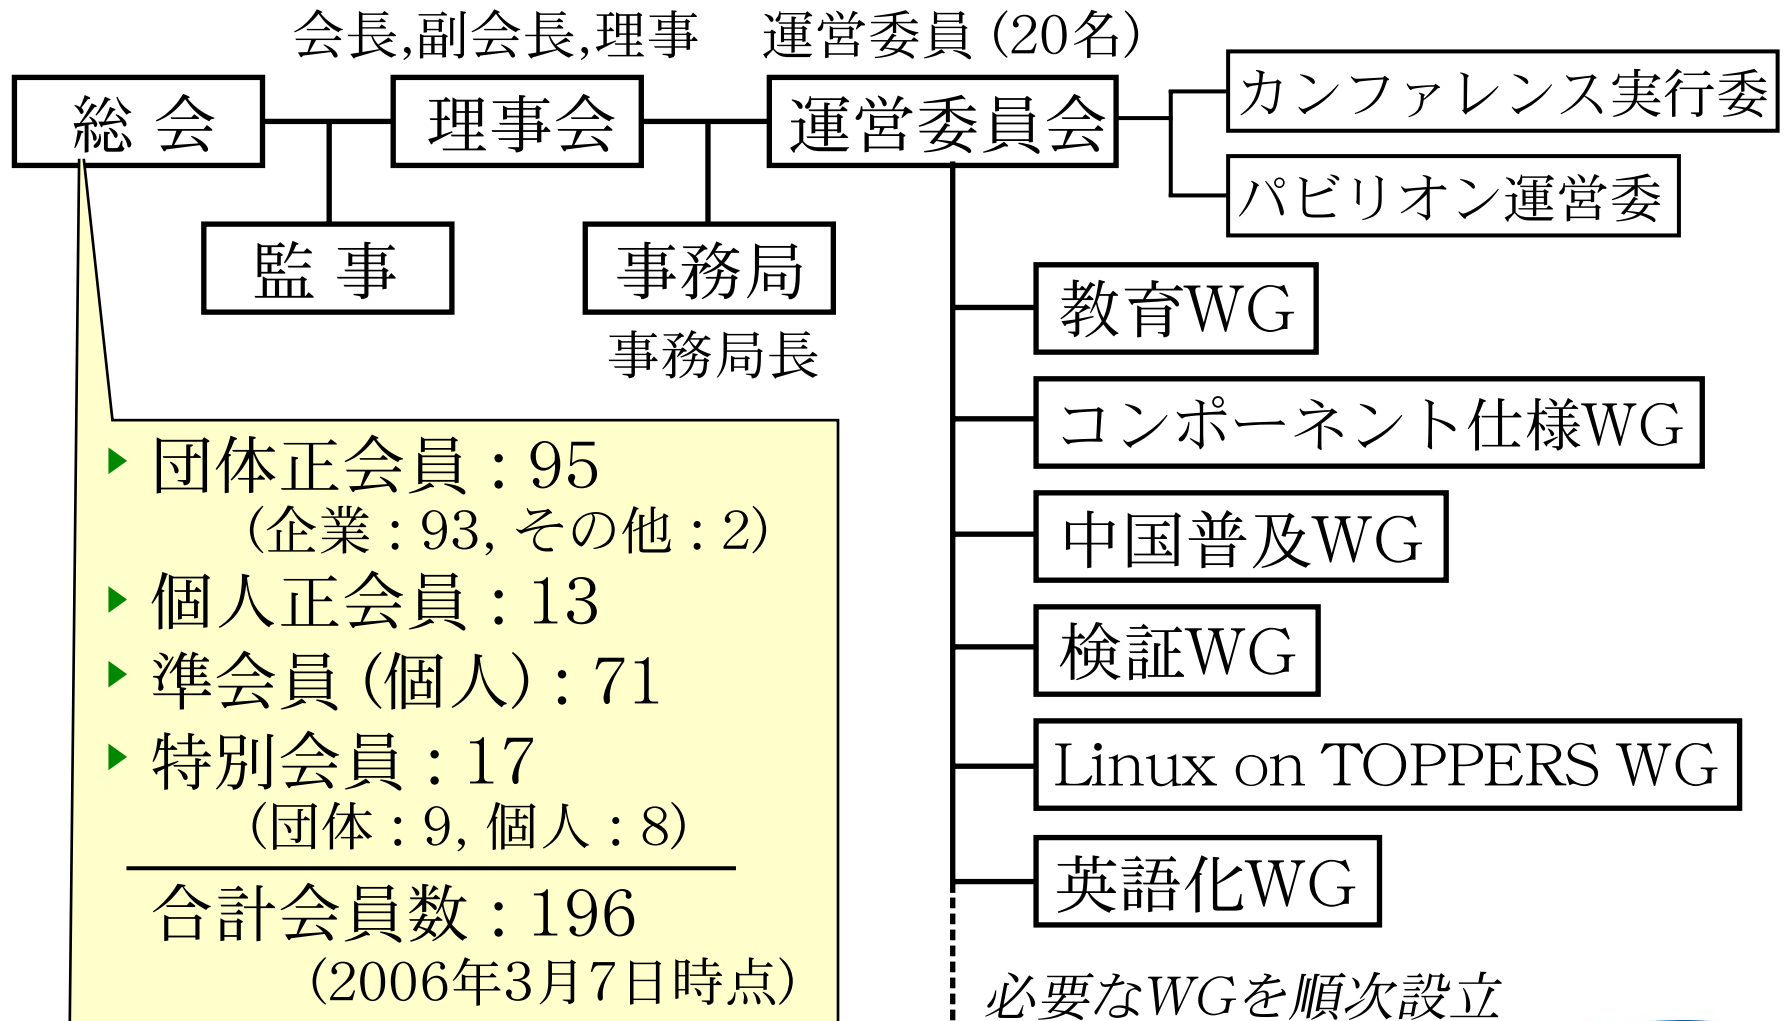 会長,副会長,理事
運営委員 (20名)
総 会
理事会
運営委員会
カンファレンス実行委
パビリオン運営委
監 事
事務局
事務局長
教育WG
コンポーネント仕様WG
中国普及WG
検証WG
Linux on TOPPERS WG
英語化WG
必要なWGを順次設立
団体正会員：95
(企業：93, その他：2)
個人正会員：13
準会員 (個人)：71
特別会員：17
(団体：9, 個人：8)
合計会員数：196
(2006年3月7日時点)